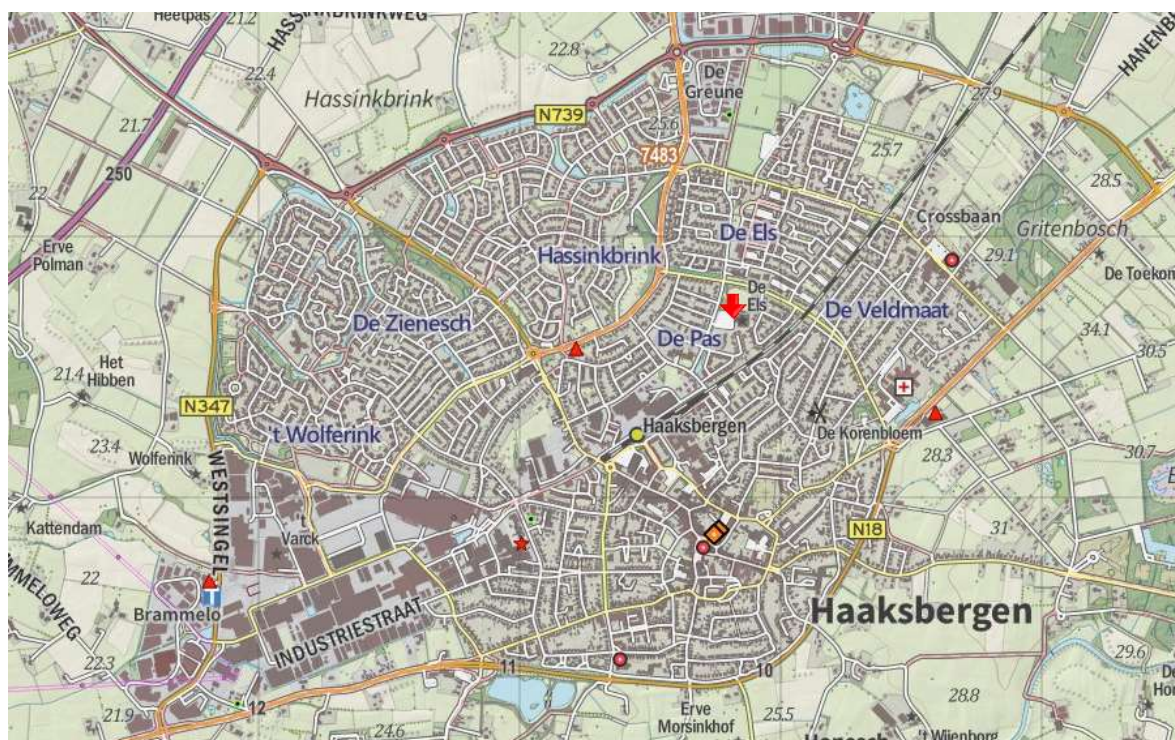 Heetpas
21.2
HASSINKBRINKWEG
22.8
De
Greune
HANENB
22.4
Hassinkbrink
N739
25.6
27.9
21.7
7483
25.7
250
22
28.5
Crossbaan
Gritenbosch
Erve
Polman
Hassinkbrink
De Els
29.1
De Toekom
De
Els
De Zienesch
De Pas
De Veldmaat
34.1
30.5
Het
Hibben
21.4
N347
't Wolferink
Haaksbergen
De Korenbloem
23.4
Wolferink
28.3
30.7
WESTSINGEL
Kattendam
't
Varck
N18
31
MMELOWEG
22
Brammelo
INDUSTRIESTRAAT
Haaksbergen
22.3
11
10
29.6
De
Hor
21.9
12
24.6
Erve
Morsinkhof
25.5
28.8
't Wijenborg
Honesch